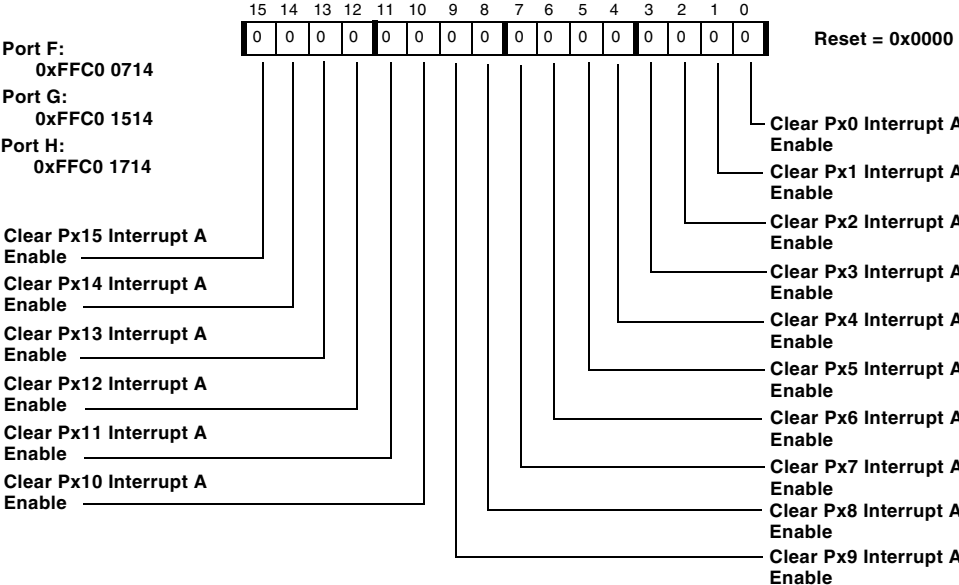 15 14 13 12 11 10 9 8 7 6 5 4 3 2 1 0
0 0 0 0 0 0 0 0 0 0 0 0 0 0 0 0
Reset = 0x0000
Port F:
0xFFC0 0714
Port G:
0xFFC0 1514
Port H:
0xFFC0 1714
Clear Px15 Interrupt A
Enable
Clear Px14 Interrupt A
Enable
Clear Px13 Interrupt A
Enable
Clear Px12 Interrupt A
Enable
Clear Px11 Interrupt A
Enable
Clear Px10 Interrupt A
Enable
Clear Px0 Interrupt A
Enable
Clear Px1 Interrupt A
Enable
Clear Px2 Interrupt A
Enable
Clear Px3 Interrupt A
Enable
Clear Px4 Interrupt A
Enable
Clear Px5 Interrupt A
Enable
Clear Px6 Interrupt A
Enable
Clear Px7 Interrupt A
Enable
Clear Px8 Interrupt A
Enable
Clear Px9 Interrupt A
Enable